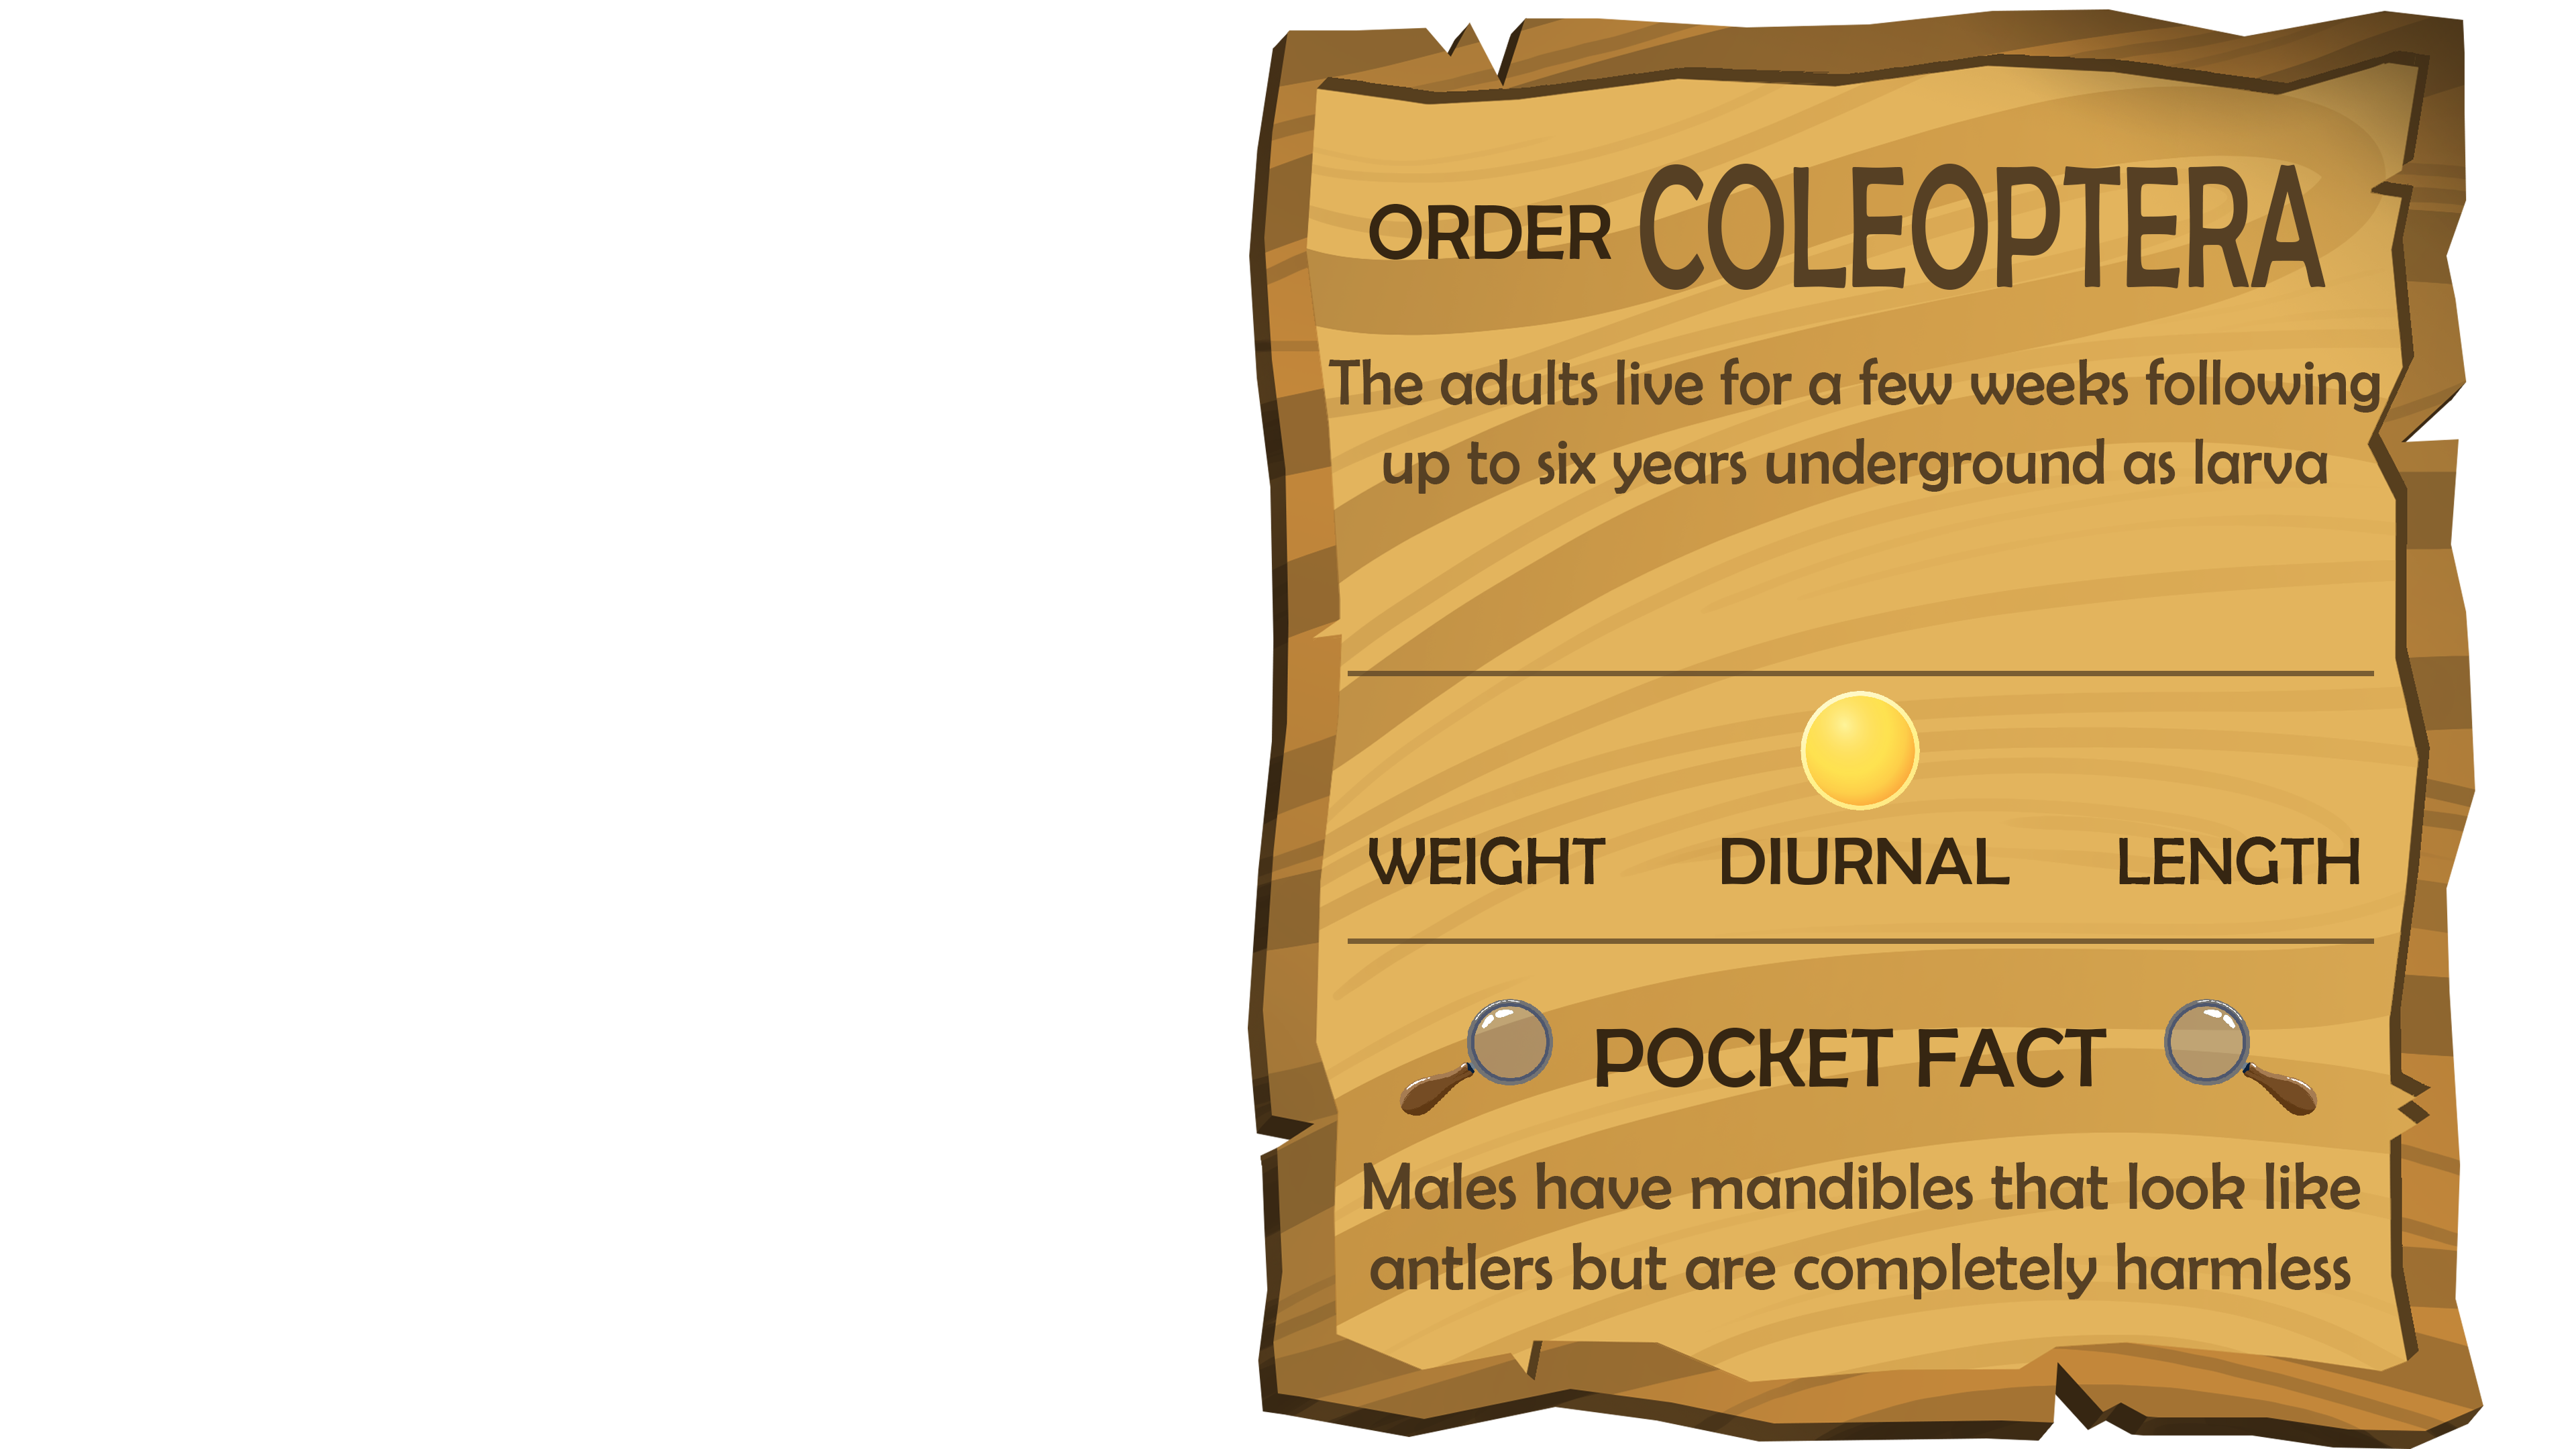 ORDER COLEOPTERA
The adults live for a few weeks following
up to six years underground as larva
WEIGHT DIURNAL LENGTH
POCKET FACT
Males have mandibles that look like
antlers but are completely harmless